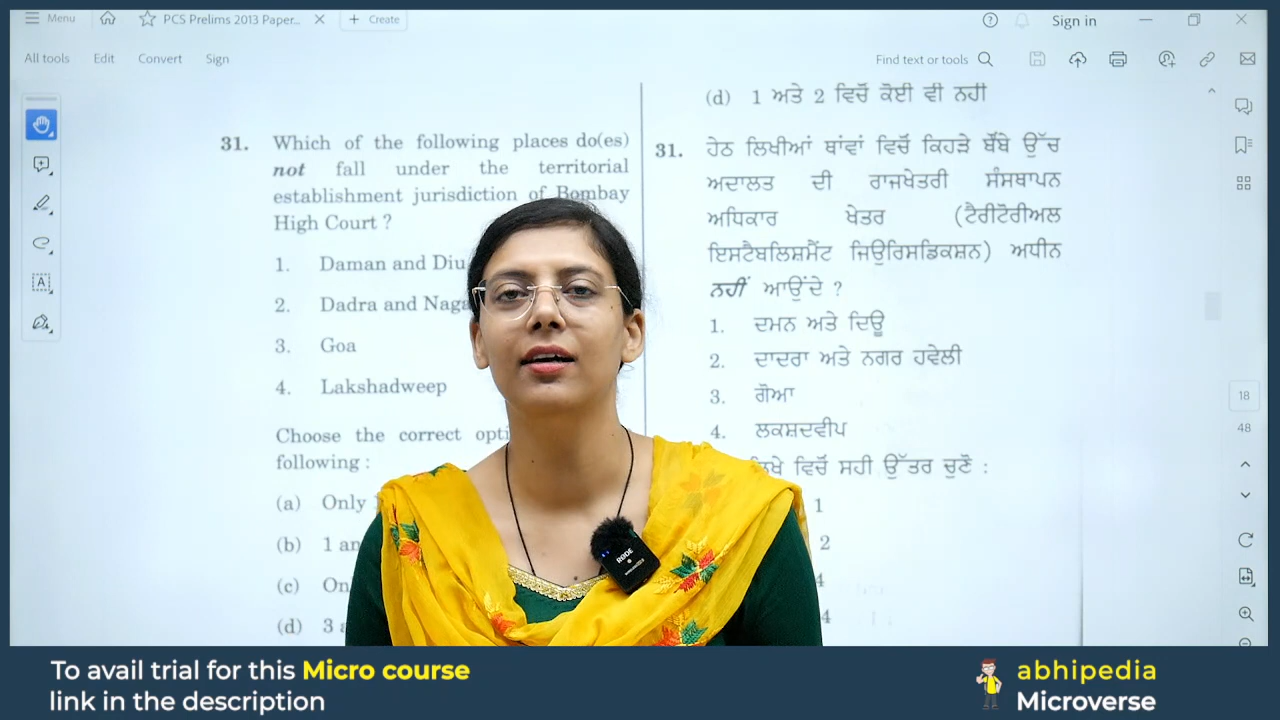 Menu
PCS Prelims 2013 Paper...
Create
Sign in
All tools
Edit
Convert
Sign
Find text or tools
(d) 1 ਅਤੇ 2 ਵਿਚੋਂ ਕੋਈ ਵੀ ਨਹੀਂ
31. Which of the following places do(es)
not fall under the territorial
establishment jurisdiction of Bombay
High Court ?
1. Daman and Diu
2. Dadra and
3. Goa
4. Lakshadweep
Choose the correct
following :
(a) Only
(b) 1
(c)
(d) 3
31. ਹੇਠ ਲਿਖੀਆਂ ਥਾਂਵਾਂ ਵਿਚੋਂ ਕਿਹੜੇ ਬੌਂਬੇ ਉੱਚ
ਅਦਾਲਤ ਦੀ ਰਾਜਖੇਤਰੀ ਸੰਸਥਾਪਨ
ਅਧਿਕਾਰ ਖੇਤਰ (ਟੈਰੀਟੋਰੀਅਲ
ਇਸਟੈਬਲਿਸ਼ਮੈਂਟ ਜਿਉਰਿਸਡਿਕਸ਼ਨ) ਅਧੀਨ
ਨਹੀਂ ਆਉਂਦੇ ?
1. ਦਮਨ ਅਤੇ ਦਿਊ
2. ਦਾਦਰਾ ਅਤੇ ਨਗਰ ਹਵੇਲੀ
3. ਗੋਆ
4. ਲਕਸ਼ਦਵੀਪ
ਵਿਚੋਂ ਸਹੀ ਉੱਤਰ ਚੁਣੋ :
1
2
4
4
18
48
RODE
To avail trial for this Micro course
link in the description
abhipedia
Microverse